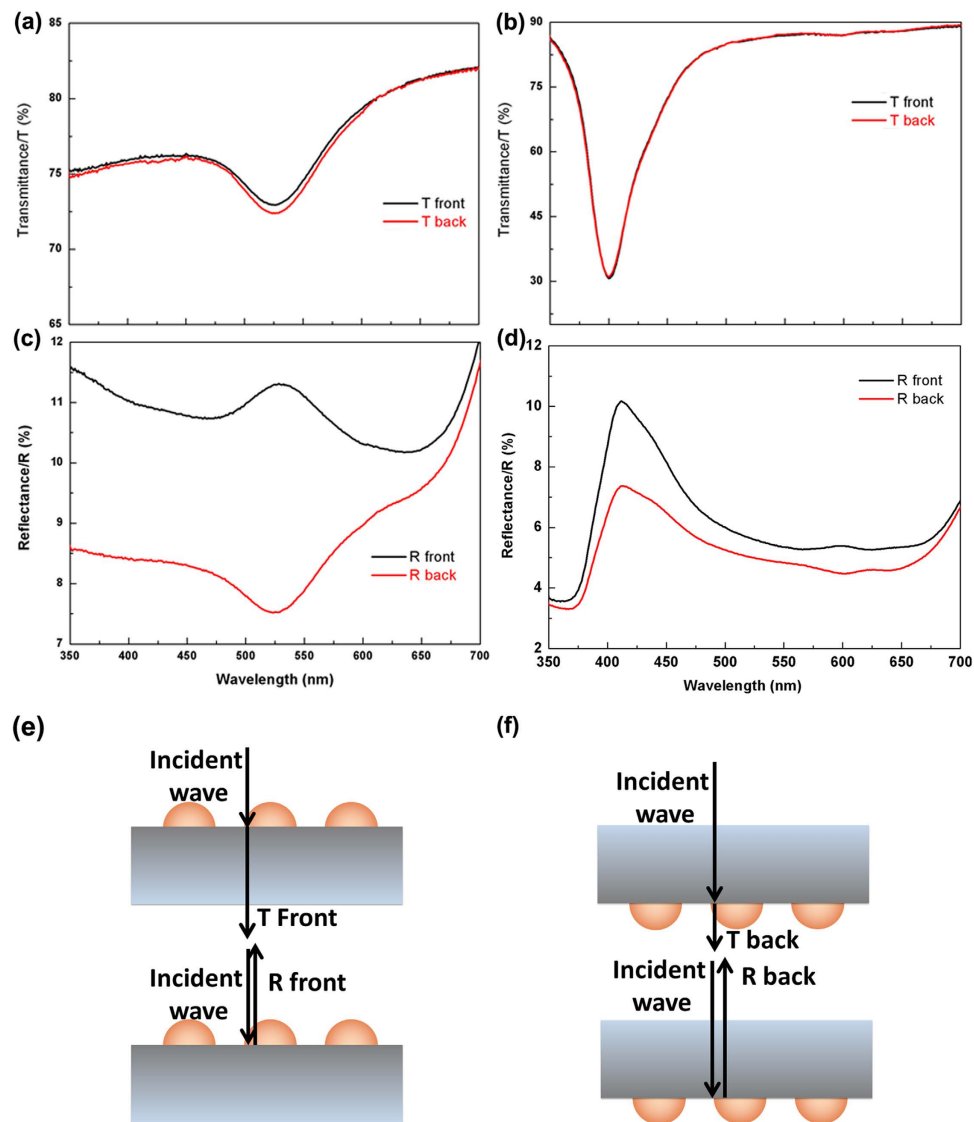 (a)
85
80
75
70
65
Transmittance/T (%)
T front
T back
(b)
90
75
60
45
30
Transmittance/T (%)
T front
T back
(c)
12
11
10
9
8
7
Reflectance/R (%)
R front
R back
350 400 450 500 550 600 650 700
Wavelength (nm)
(d)
12
10
8
6
4
2
Reflectance/R (%)
R front
R back
350 400 450 500 550 600 650 700
Wavelength (nm)
(e)
Incident
wave
T Front
Incident
wave
R front
(f)
Incident
wave
T back
Incident
wave
R back